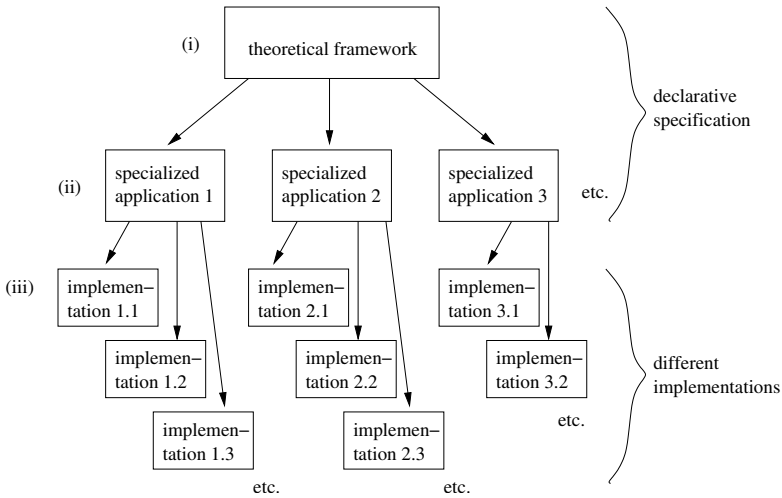 (i)
theoretical framework
declarative
specification
(ii)
specialized
application 1
specialized
application 2
specialized
application 3
etc.
(iii)
implemen−
tation 1.1
implemen−
tation 2.1
implemen−
tation 3.1
implemen−
tation 1.2
implemen−
tation 2.2
implemen−
tation 3.2
different
implementations
implemen−
tation 1.3
implemen−
tation 2.3
etc.
etc.
etc.